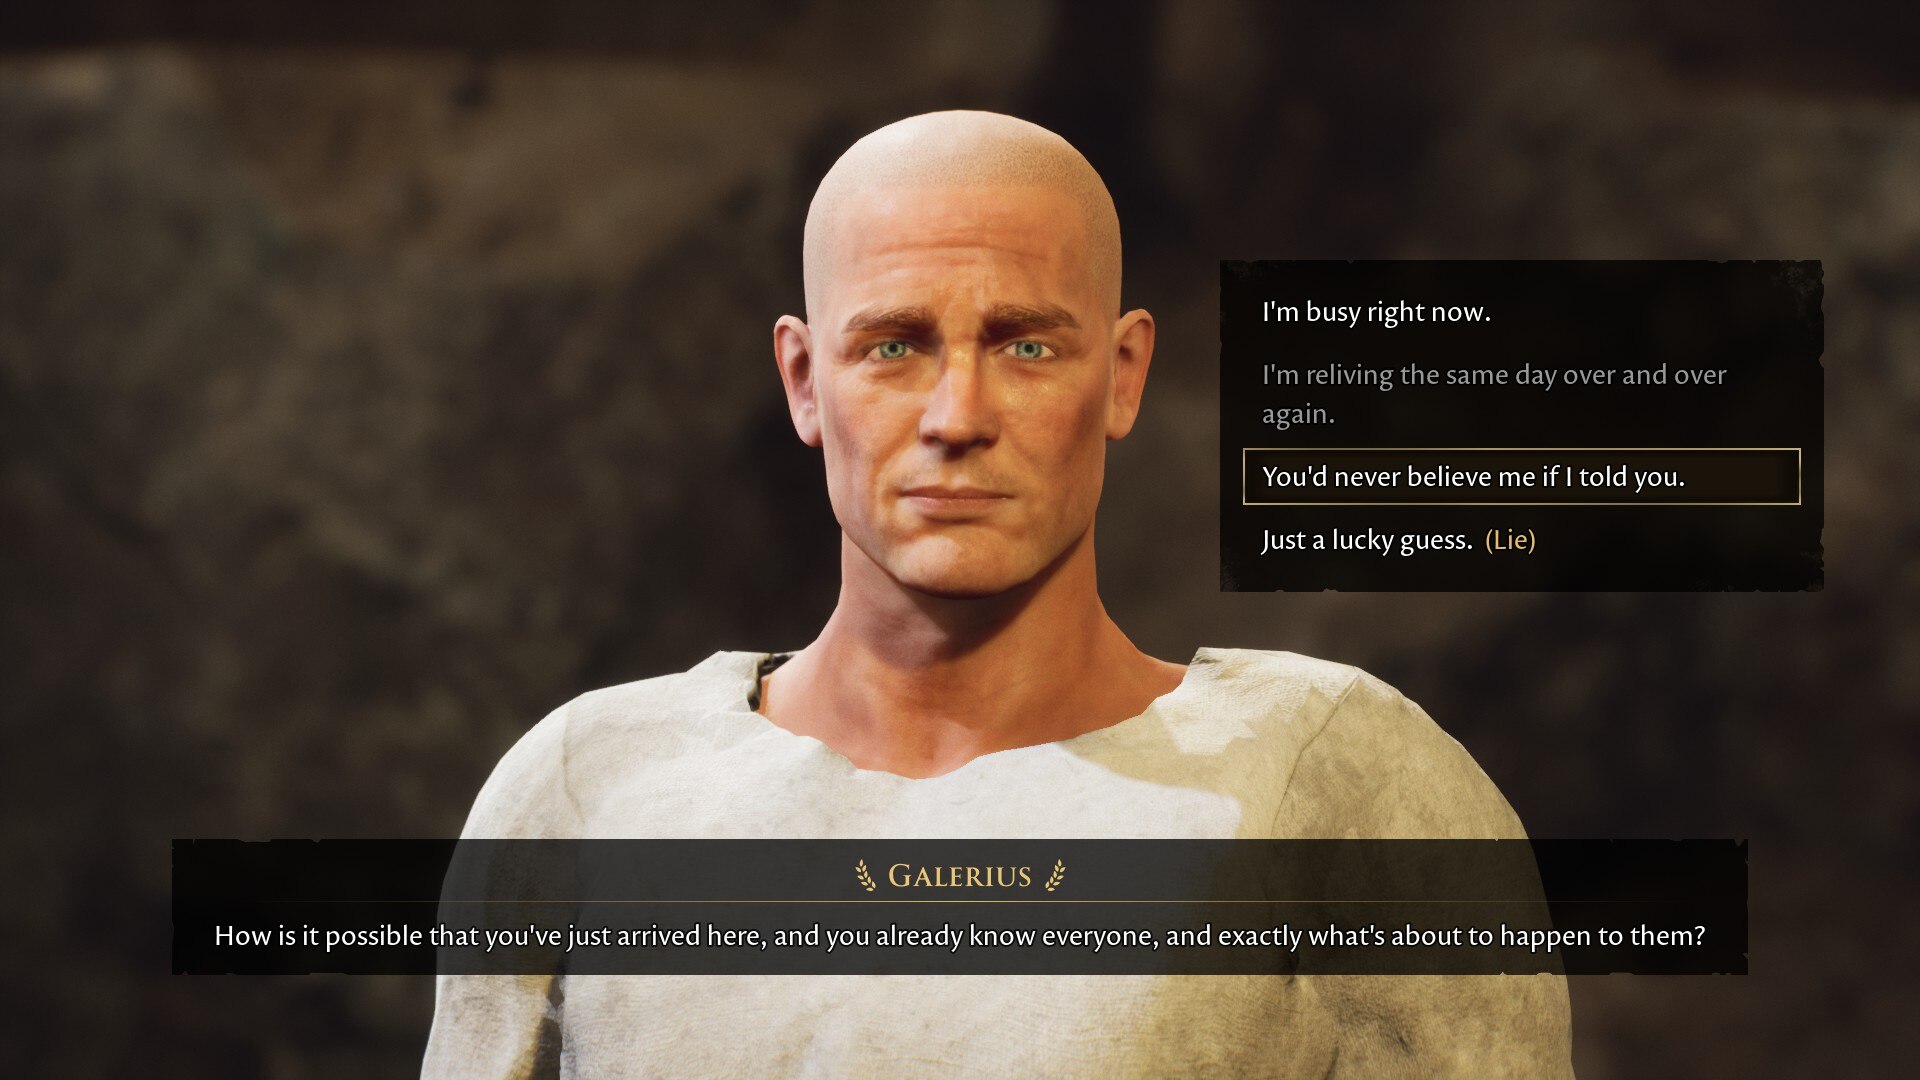 I'm busy right now.
I'm reliving the same day over and over
again.
You'd never believe me if I told you.
Just a lucky guess. (Lie)
GALERIUS
How is it possible that you've just arrived here, and you already know everyone, and exactly what's about to happen to them?